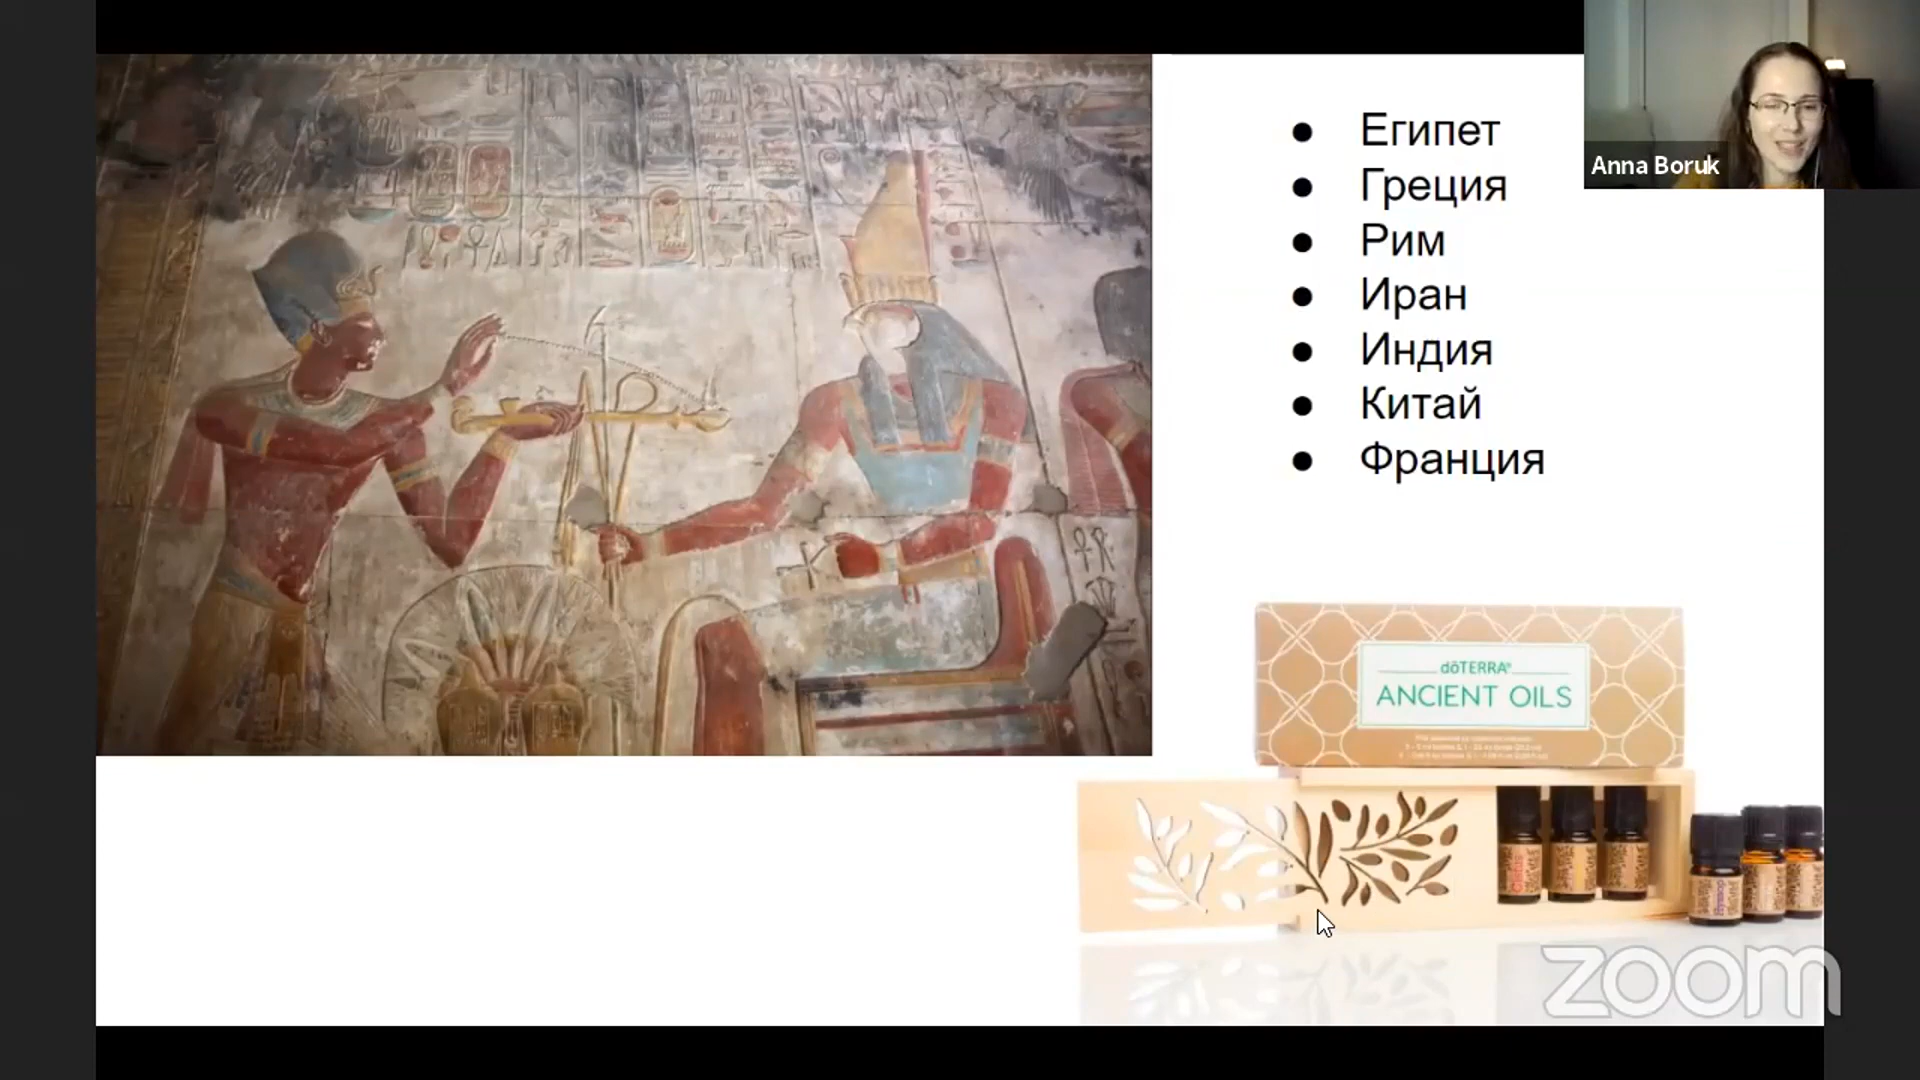 Египет
Греция
Рим
Иран
Индия
Китай
Франция
Anna Boruk
dōTERRA®
ANCIENT OILS
zoom